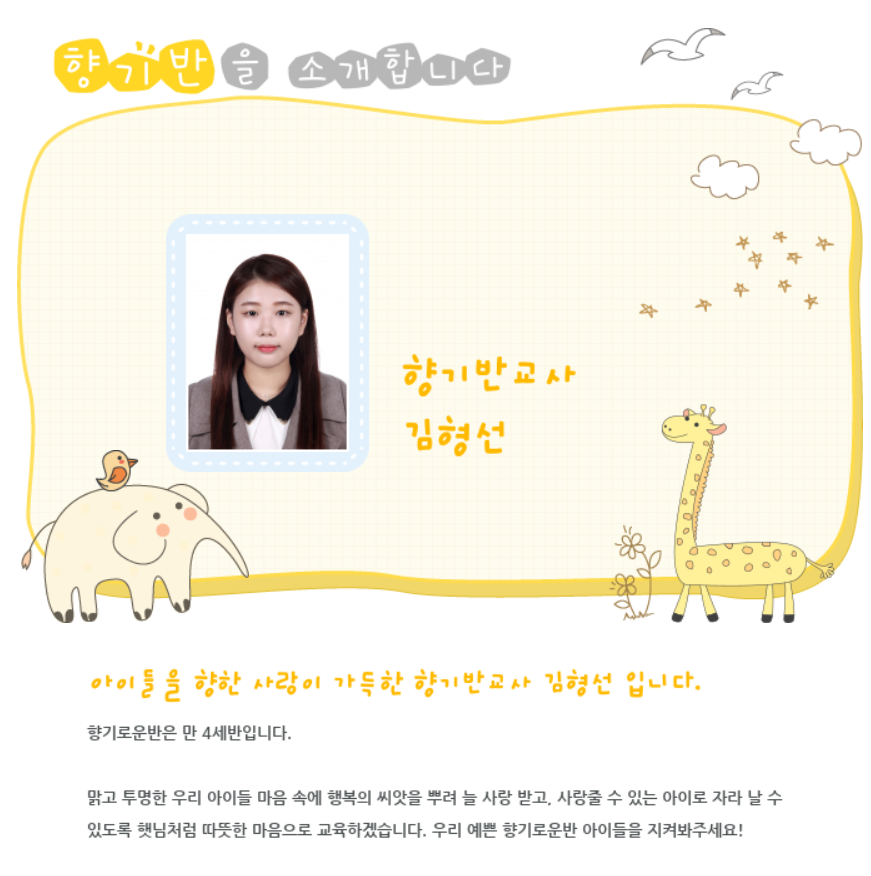 향기반을 소개합니다
향기반교사
김형선
아이들을 향한 사랑이 가득한 향기반교사 김형선 입니다.
향기로운반은 만 4세반입니다.
맑고 투명한 우리 아이들 마음 속에 행복의 씨앗을 뿌려 늘 사랑 받고, 사랑줄 수 있는 아이로 자라 날 수
있도록 햇님처럼 따뜻한 마음으로 교육하겠습니다. 우리 예쁜 향기로운반 아이들을 지켜봐주세요!